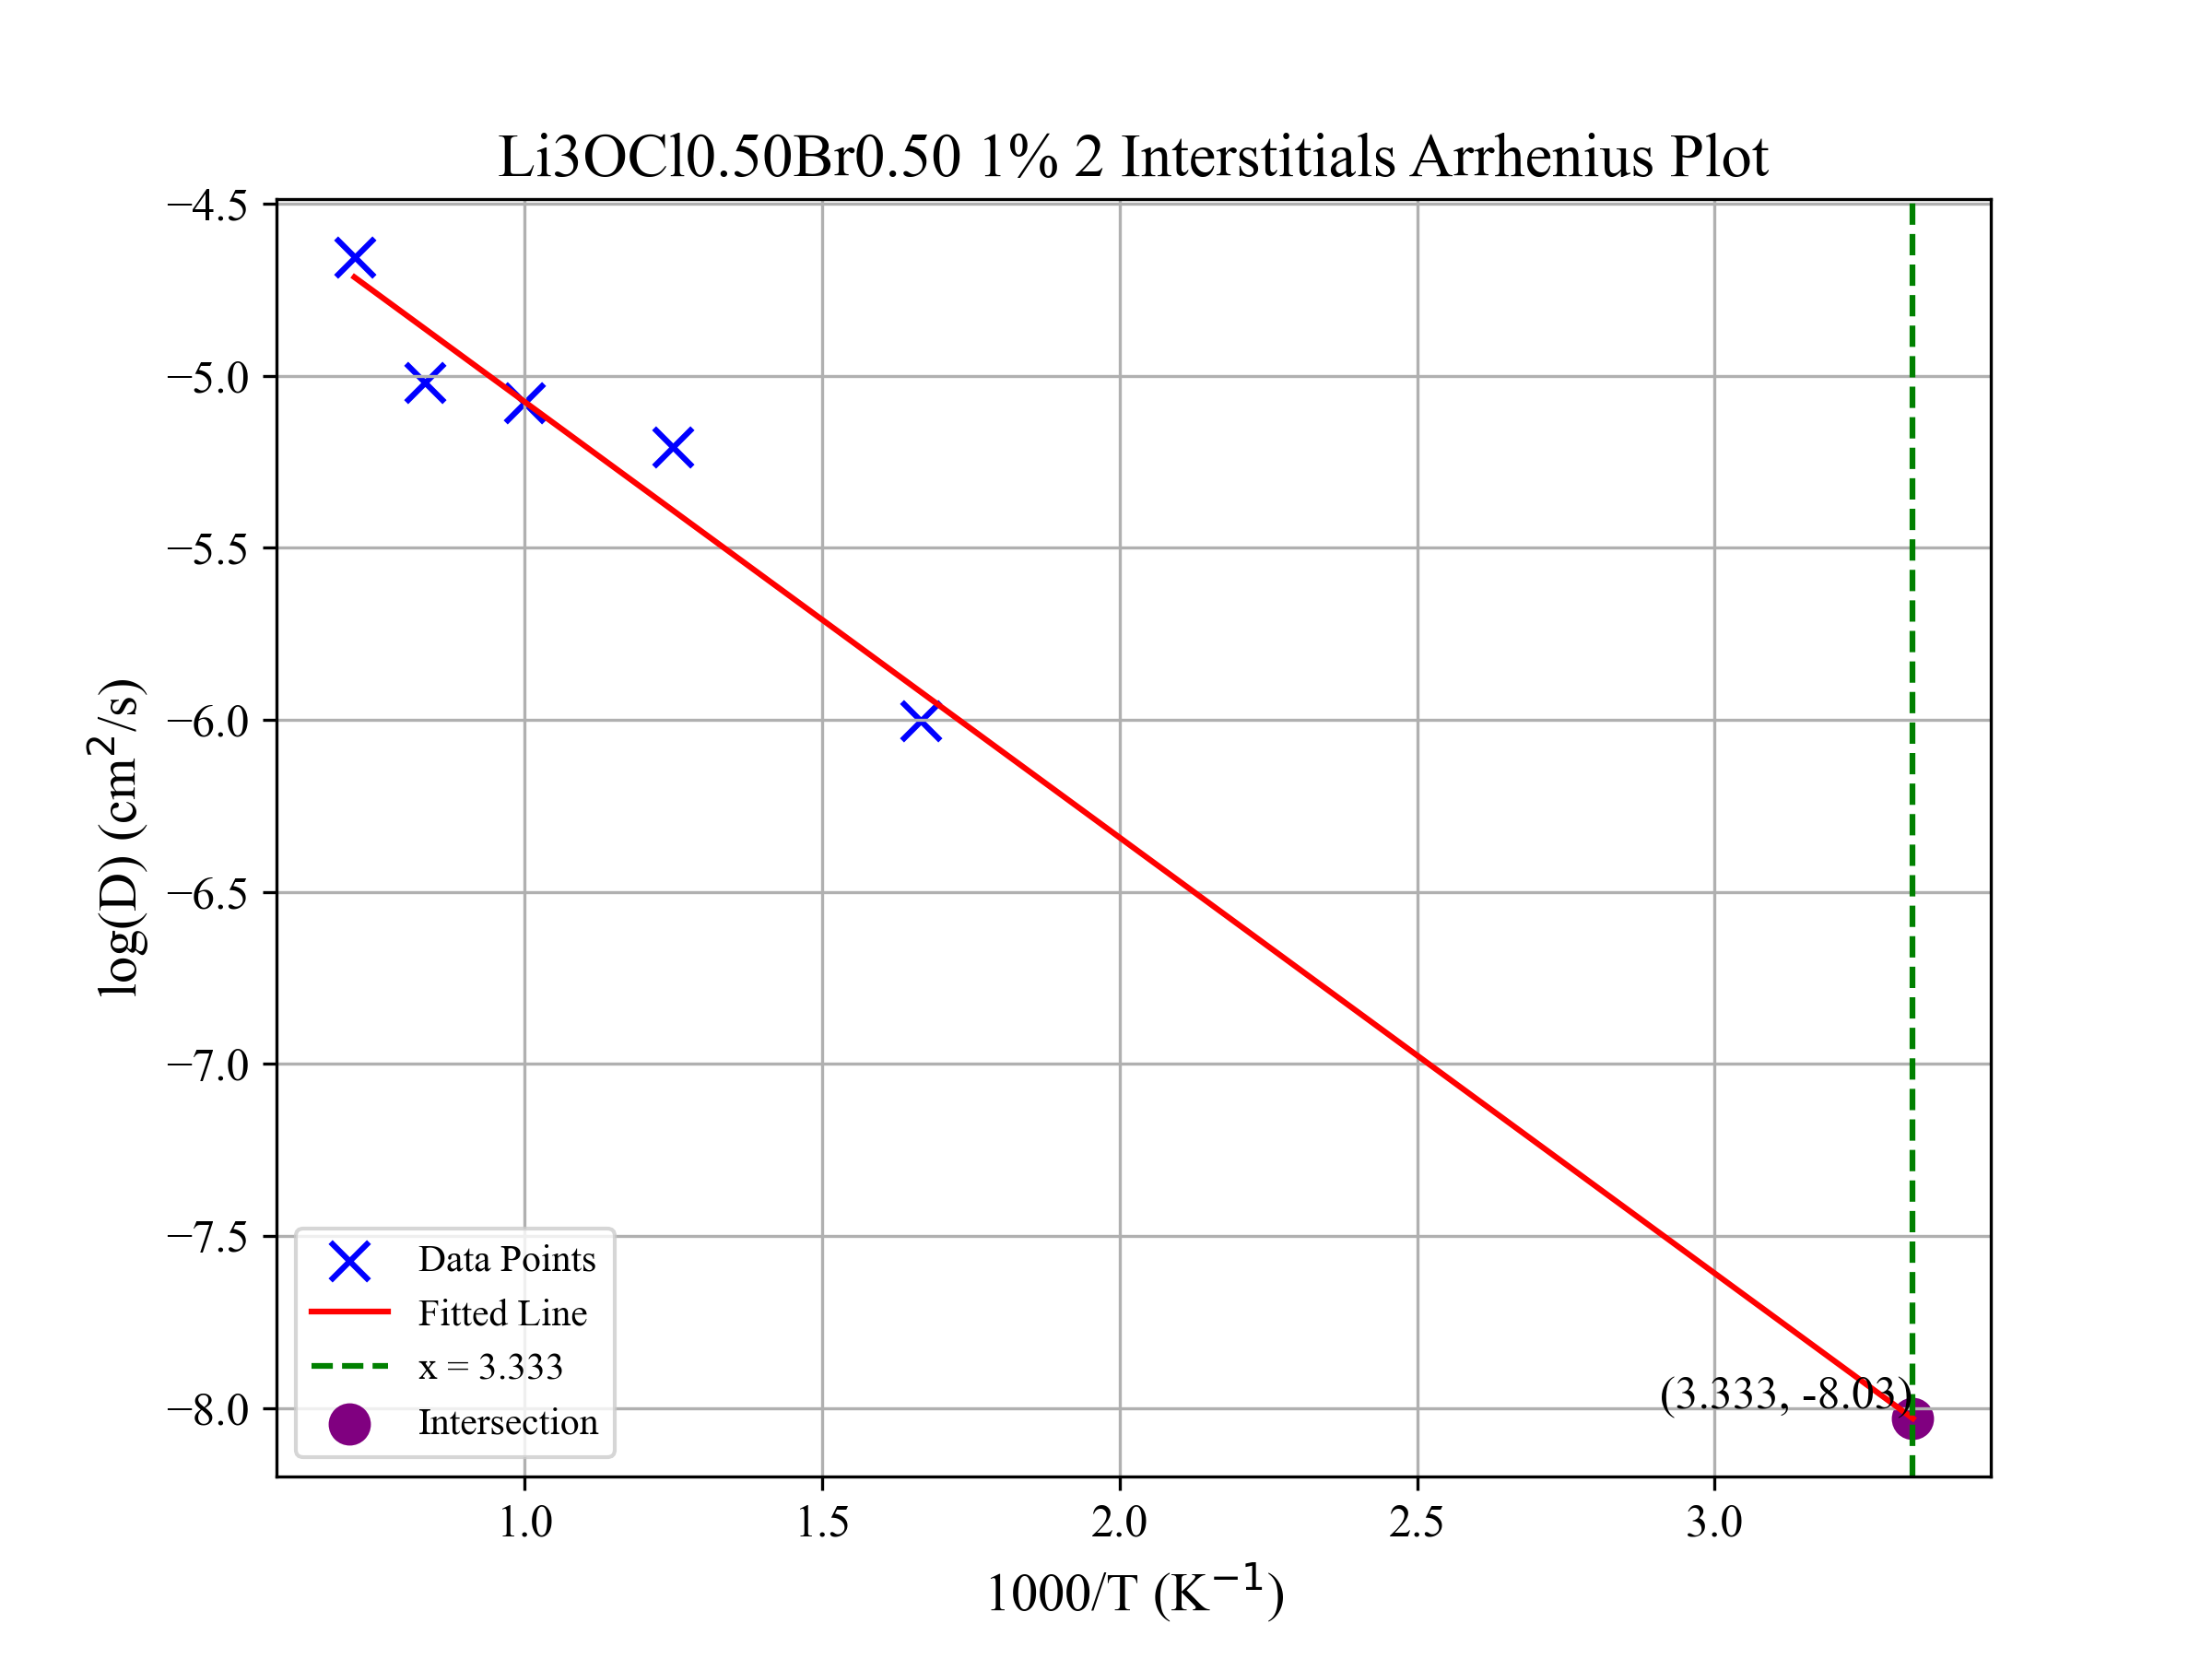 Li3OCl0.50Br0.50 1% 2 Interstitials Arrhenius Plot
−4.5
−5.0
−5.5
−6.0
−6.5
−7.0
−7.5
−8.0
log(D) (cm²/s)
(3.333, -8.03)
Data Points
Fitted Line
x = 3.333
Intersection
1.0 1.5 2.0 2.5 3.0
1000/T (K⁻¹)